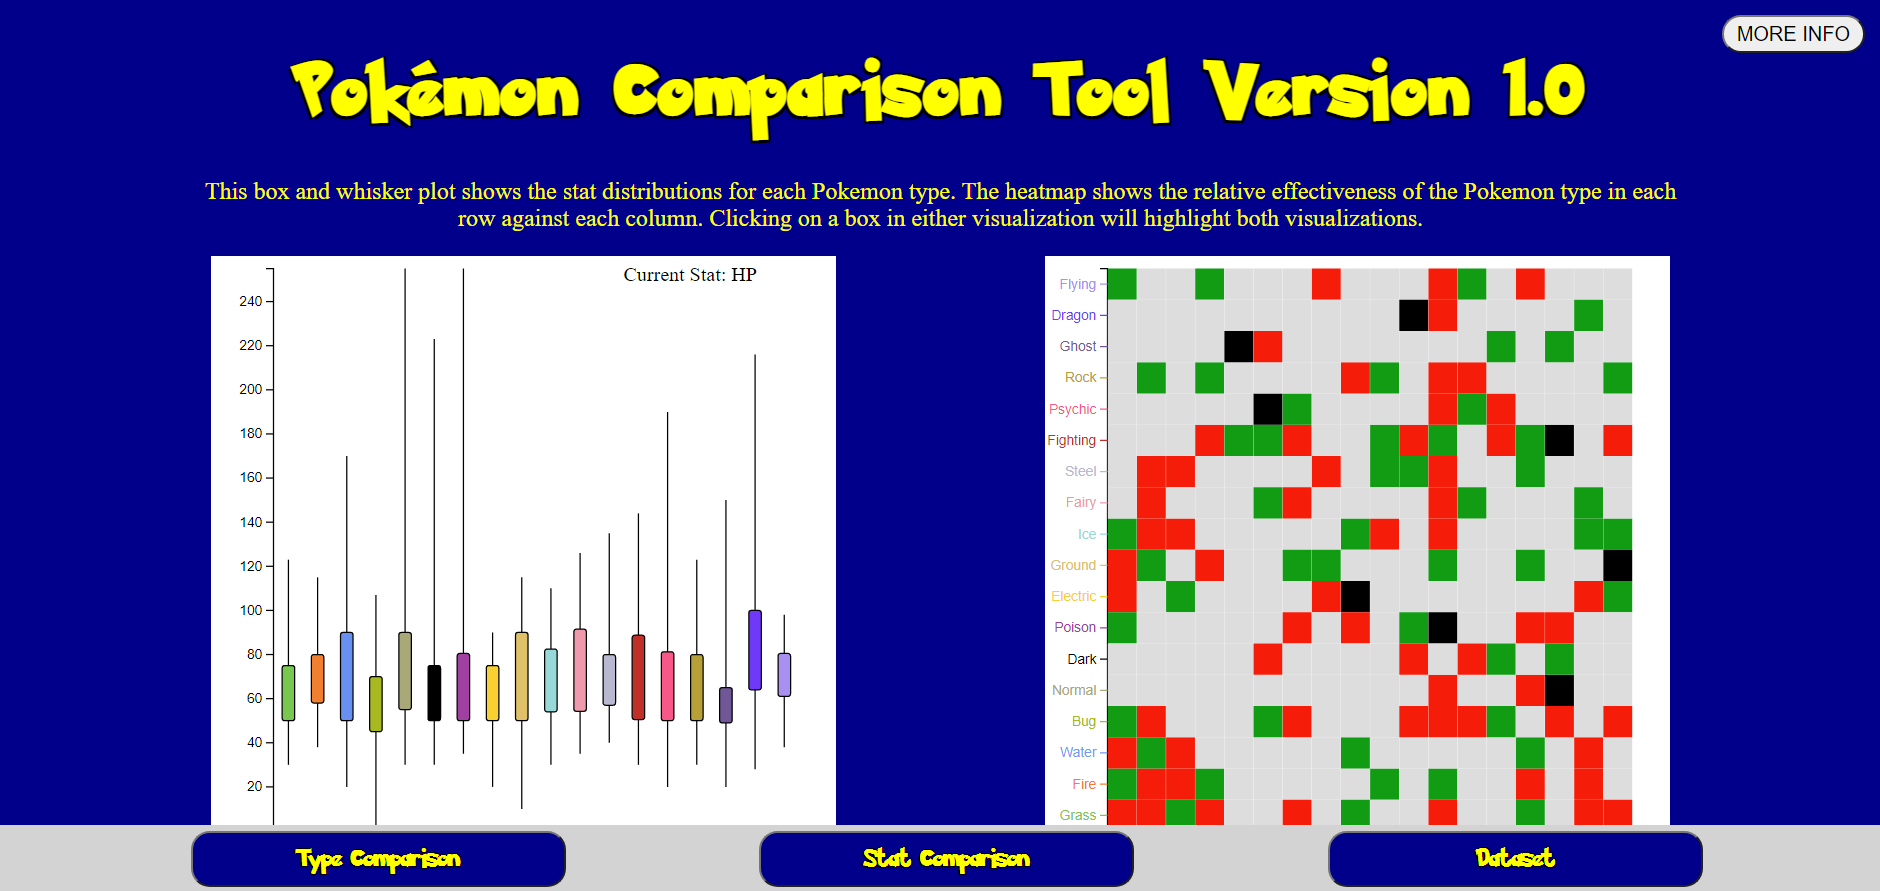 MORE INFO
Pokémon Comparison Tool Version 1.0
This box and whisker plot shows the stat distributions for each Pokemon type. The heatmap shows the relative effectiveness of the Pokemon type in each
row against each column. Clicking on a box in either visualization will highlight both visualizations.
Current Stat: HP
240
220
200
180
160
140
120
100
80
60
40
20
Flying
Dragon
Ghost
Rock
Psychic
Fighting
Steel
Fairy
Ice
Ground
Electric
Poison
Dark
Normal
Bug
Water
Fire
Grass
Type Comparison
Stat Comparison
Dataset